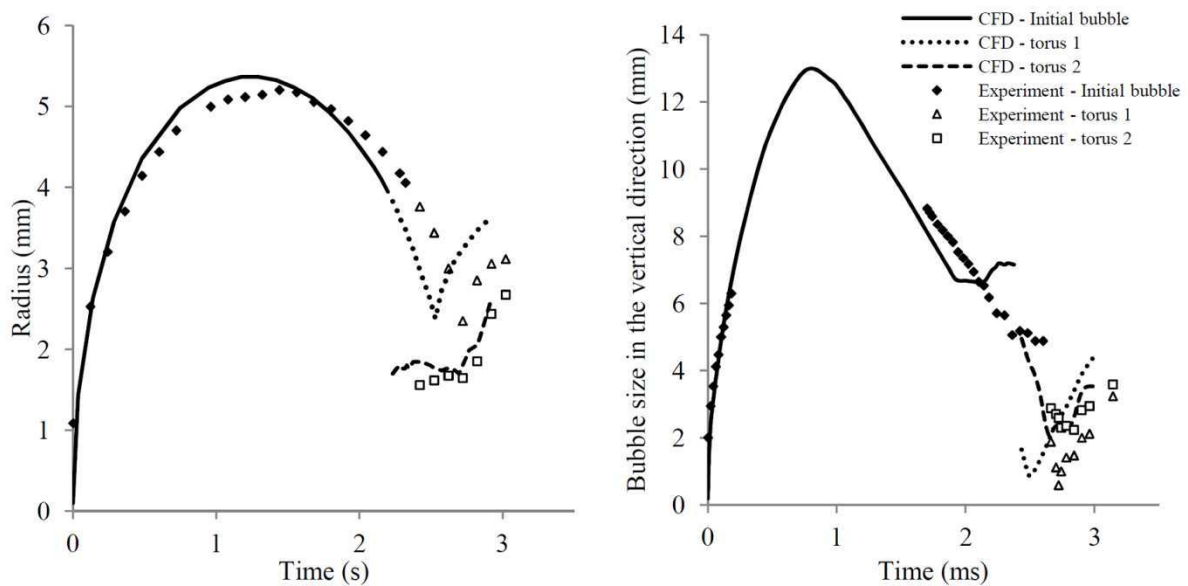 6
5
4
3
2
1
0
Radius (mm)
0 1 2 3
Time (s)
CFD - Initial bubble
CFD - torus 1
CFD - torus 2
Experiment - Initial bubble
Experiment - torus 1
Experiment - torus 2
14
12
10
8
6
4
2
0
Bubble size in the vertical direction (mm)
0 1 2 3
Time (ms)